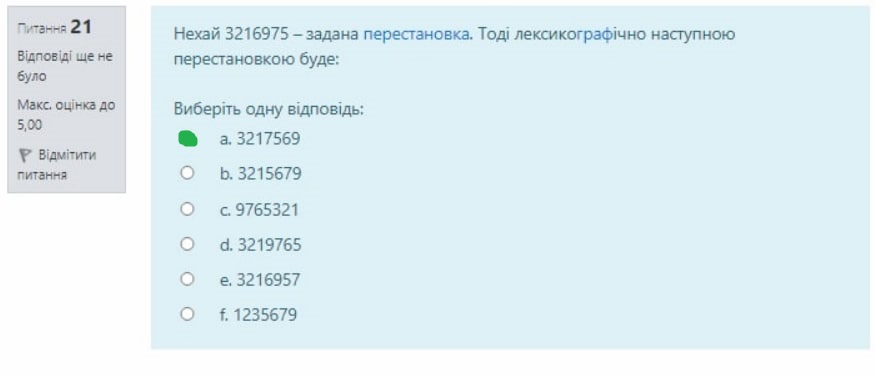 Питання 21
Відповіді ще не
було
Макс. оцінка до
5,00
Відмітити
питання
Нехай 3216975 – задана перестановка. Тоді лексикографічно наступною
перестановкою буде:
Виберіть одну відповідь:
a. 3217569
b. 3215679
c. 9765321
d. 3219765
e. 3216957
f. 1235679